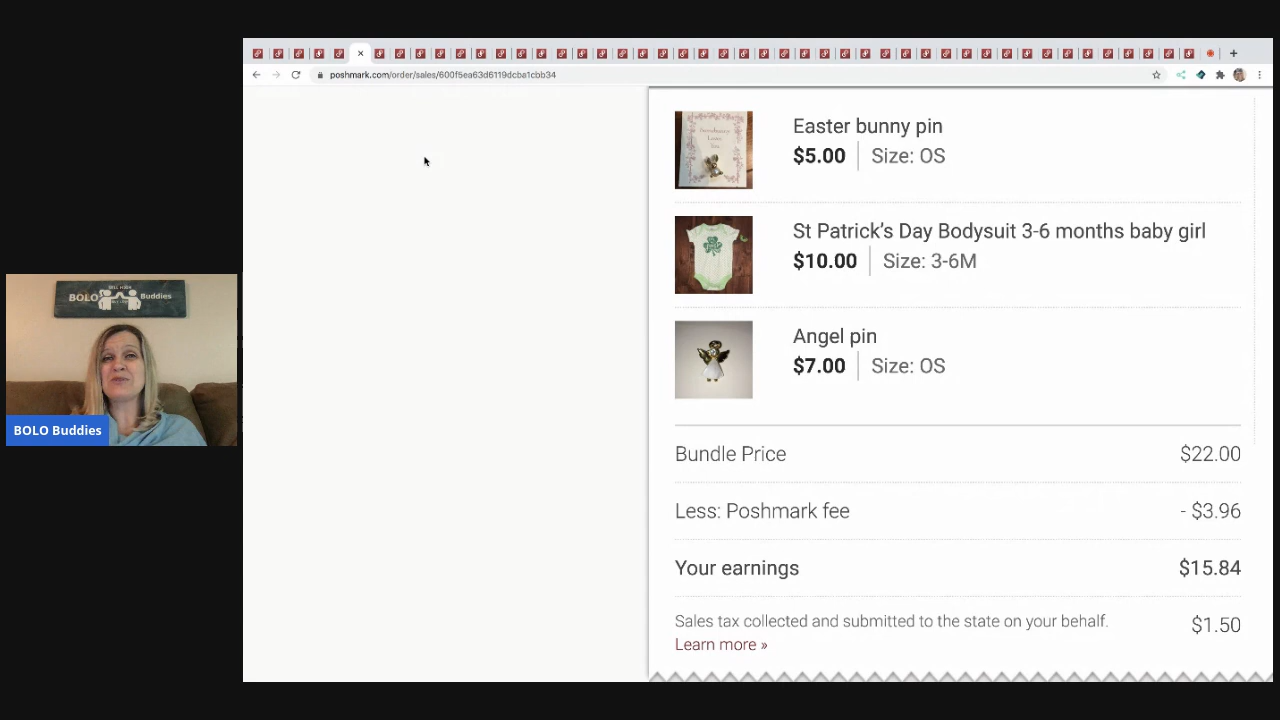 poshmark.com/order/sales/600f5ea63d6119dcba1cbb34
Easter bunny pin
$5.00 Size: OS
St Patrick's Day Bodysuit 3-6 months baby girl
$10.00 Size: 3-6M
Angel pin
$7.00 Size: OS
Bundle Price $22.00
Less: Poshmark fee - $3.96
Your earnings $15.84
Sales tax collected and submitted to the state on your behalf. $1.50
Learn more »
BOLO Buddies
BOLO Buddies